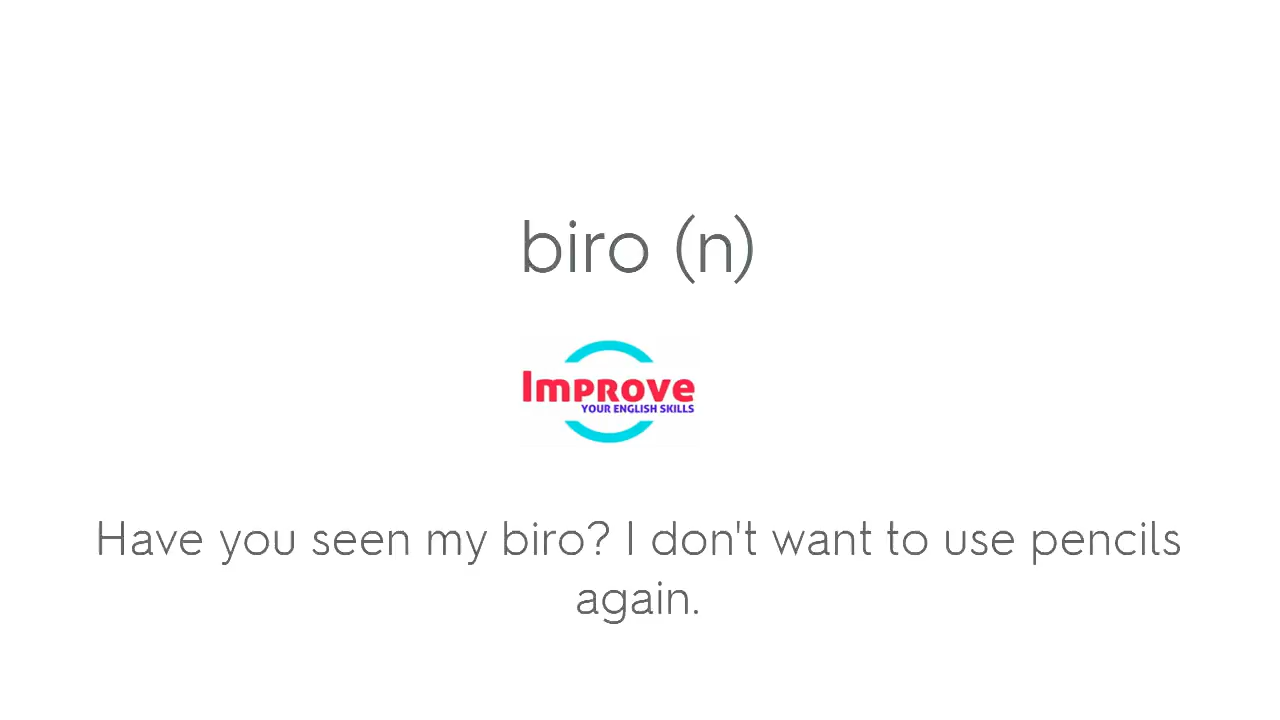 biro (n)
Improve
YOUR ENGLISH SKILLS
Have you seen my biro? I don't want to use pencils
again.